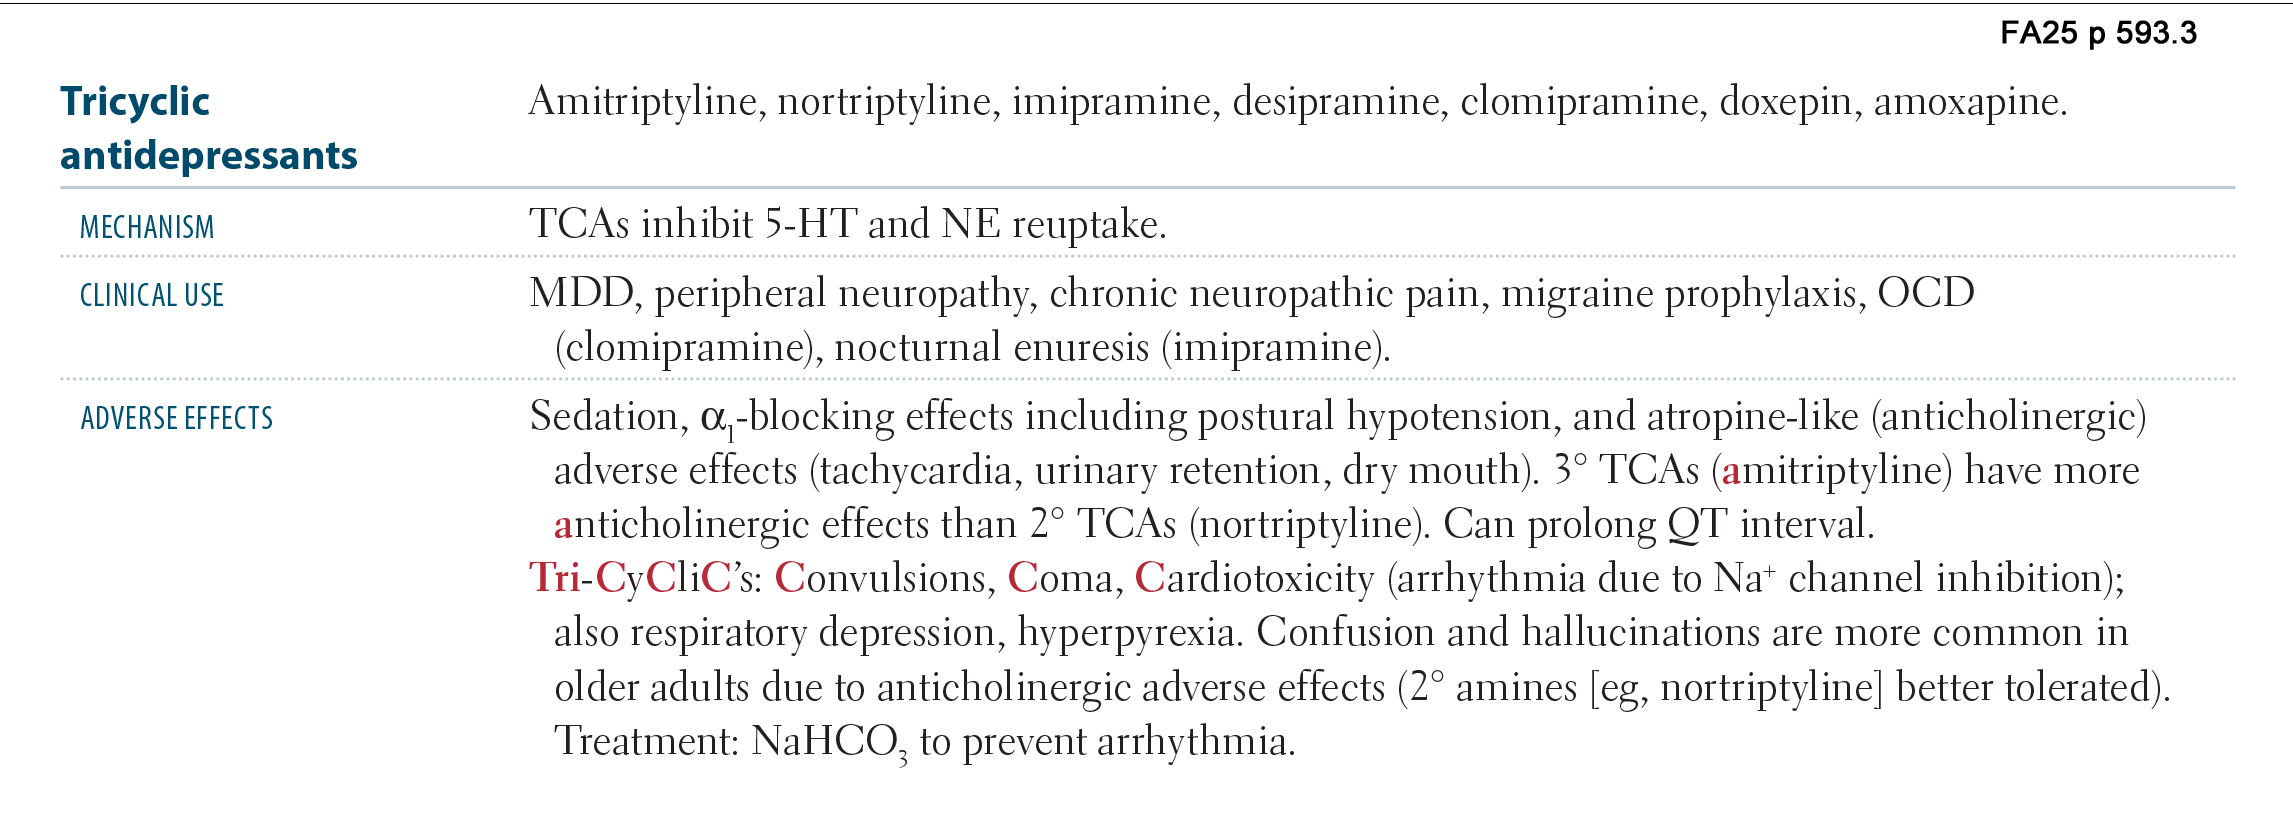 FA25 p 593.3
Tricyclic antidepressants
Amitriptyline, nortriptyline, imipramine, desipramine, clomipramine, doxepin, amoxapine.
MECHANISM
TCAs inhibit 5-HT and NE reuptake.
CLINICAL USE
MDD, peripheral neuropathy, chronic neuropathic pain, migraine prophylaxis, OCD
(clomipramine), nocturnal enuresis (imipramine).
ADVERSE EFFECTS
Sedation, α₁-blocking effects including postural hypotension, and atropine-like (anticholinergic)
adverse effects (tachycardia, urinary retention, dry mouth). 3° TCAs (amitriptyline) have more
anticholinergic effects than 2° TCAs (nortriptyline). Can prolong QT interval.
Tri-CyCliC’s: Convulsions, Coma, Cardiotoxicity (arrhythmia due to Na⁺ channel inhibition);
also respiratory depression, hyperpyrexia. Confusion and hallucinations are more common in
older adults due to anticholinergic adverse effects (2° amines [eg, nortriptyline] better tolerated).
Treatment: NaHCO₃ to prevent arrhythmia.